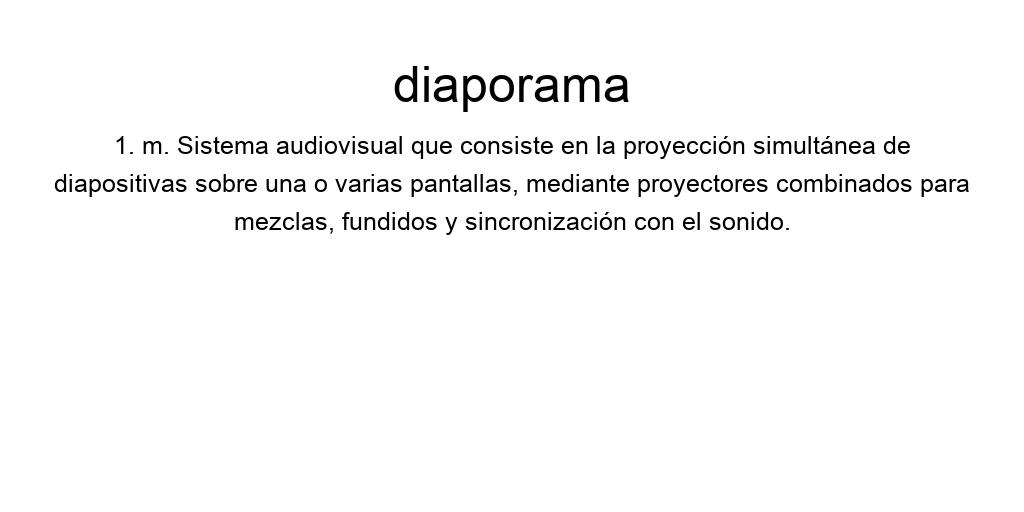 diaporama
1. m. Sistema audiovisual que consiste en la proyección simultánea de
diapositivas sobre una o varias pantallas, mediante proyectores combinados para
mezclas, fundidos y sincronización con el sonido.